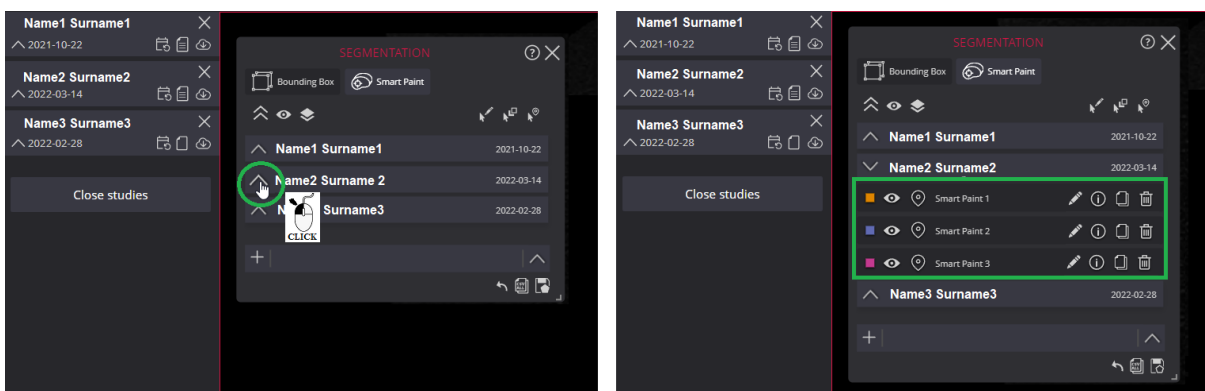 Name1 Surname1
2021-10-22
Name2 Surname2
2022-03-14
Name3 Surname3
2022-02-28
Close studies
SEGMENTATION
Bounding Box
Smart Paint
Name1 Surname1 2021-10-22
Name2 Surname 2 2022-03-14
N Surname3 2022-02-28
CLICK
Name1 Surname1
2021-10-22
Name2 Surname2
2022-03-14
Name3 Surname3
2022-02-28
Close studies
SEGMENTATION
Bounding Box
Smart Paint
Name1 Surname1 2021-10-22
Name2 Surname2 2022-03-14
Smart Paint 1
Smart Paint 2
Smart Paint 3
Name3 Surname3 2022-02-28